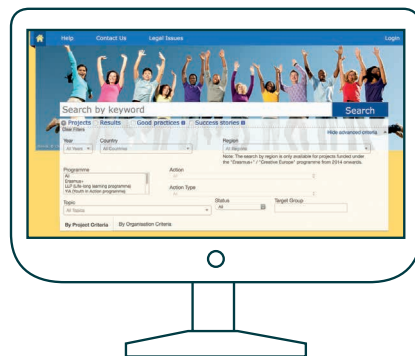 Help Contact Us Legal Issues Login
Search by keyword Search
Projects Results Good practices Success stories
Clear Filters Hide advanced criteria
Year Country Region
All Years All Countries All Regions
Note: The search by region is only available for projects funded under
the "Erasmus+" / "Creative Europe" programme from 2014 onwards.
Programme Action
All All
Erasmus+
LLP (Life-long learning programme) Action Type
YiA (Youth in Action programme) All
Topic Status Target Group
All Topics All
By Project Criteria By Organisation Criteria